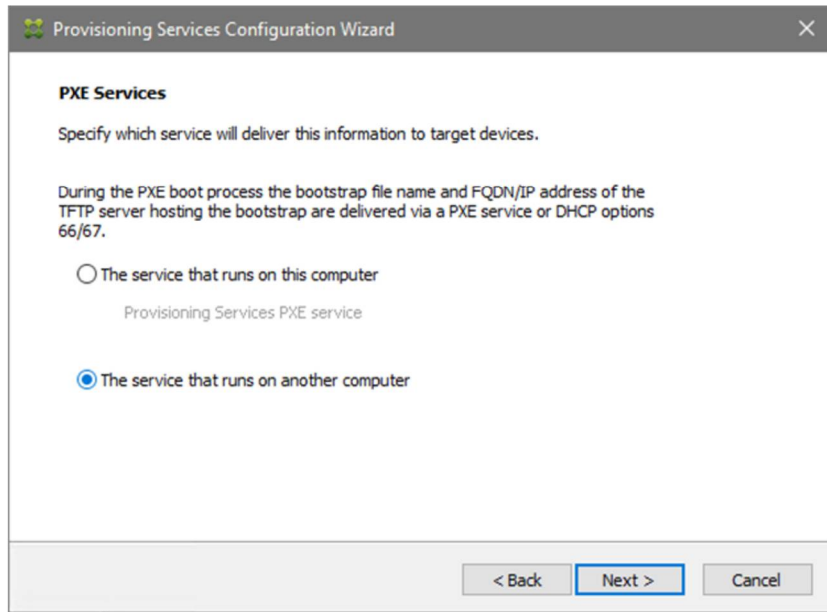 Provisioning Services Configuration Wizard
PXE Services
Specify which service will deliver this information to target devices.
During the PXE boot process the bootstrap file name and FQDN/IP address of the
TFTP server hosting the bootstrap are delivered via a PXE service or DHCP options
66/67.
The service that runs on this computer
Provisioning Services PXE service
The service that runs on another computer
< Back Next > Cancel